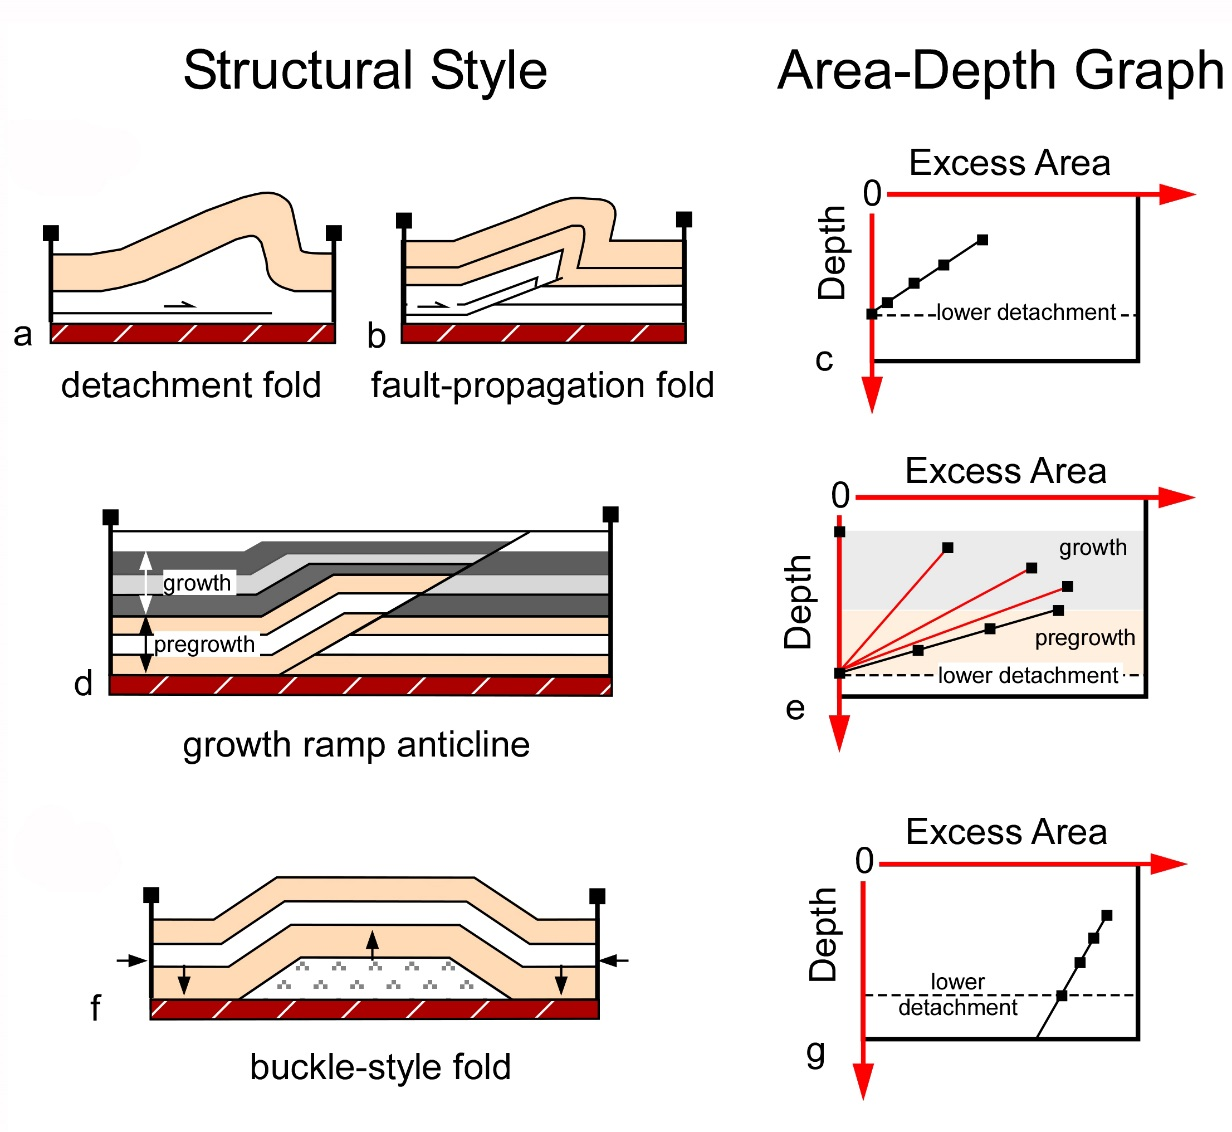 Structural Style
Area-Depth Graph
a
detachment fold
b
fault-propagation fold
Excess Area
0
Depth
lower detachment
c
growth
pregrowth
d
growth ramp anticline
Excess Area
0
Depth
growth
pregrowth
lower detachment
e
f
buckle-style fold
Excess Area
0
Depth
lower
detachment
g